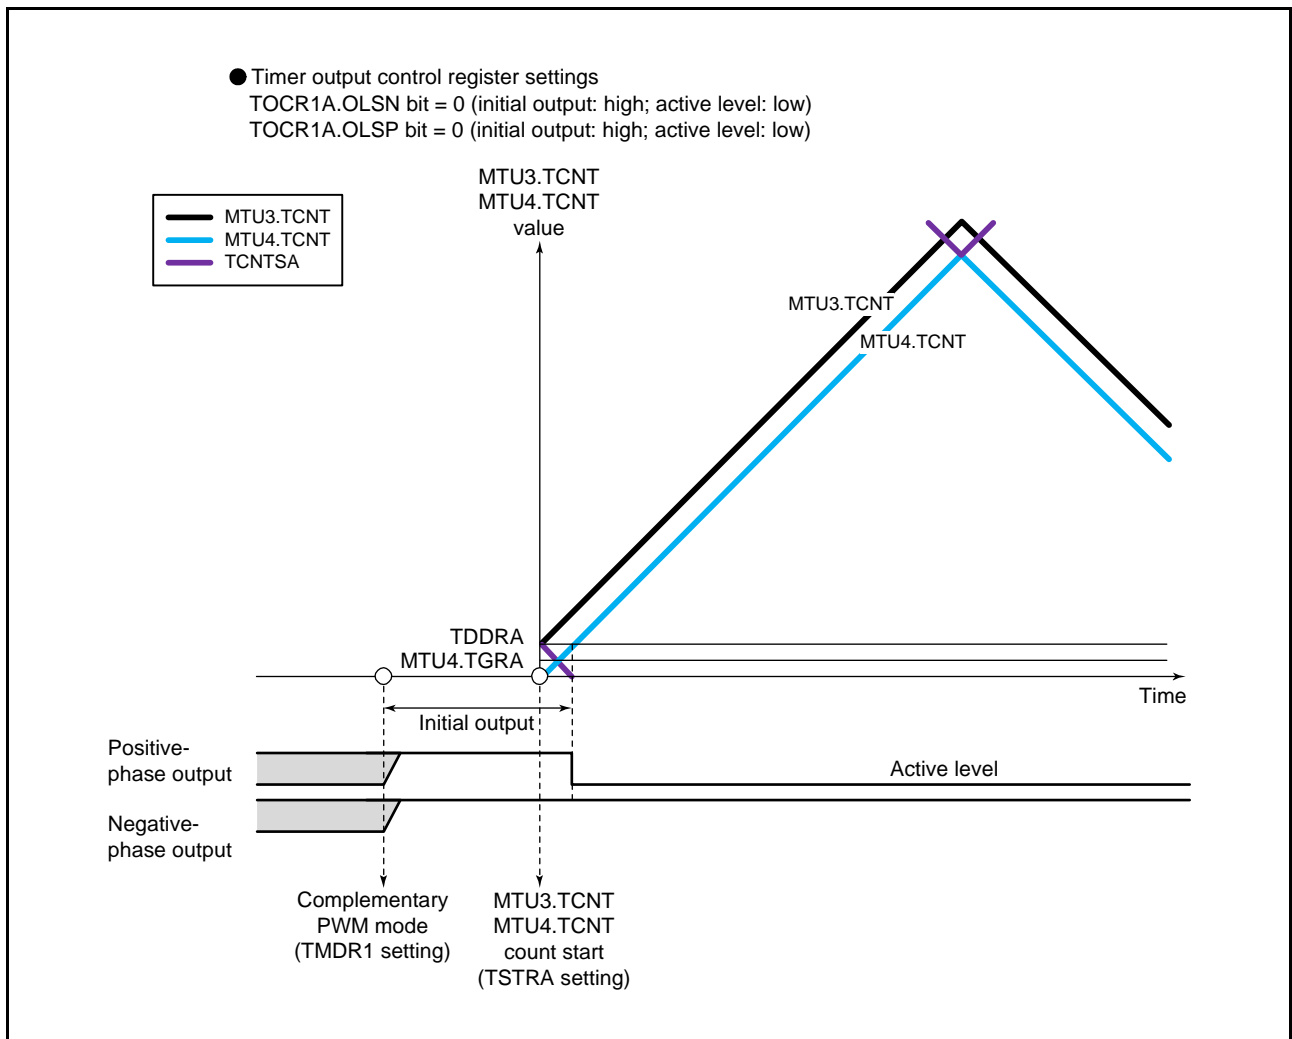 Timer output control register settings
TOCR1A.OLSN bit = 0 (initial output: high; active level: low)
TOCR1A.OLSP bit = 0 (initial output: high; active level: low)
MTU3.TCNT
MTU4.TCNT
value
MTU3.TCNT
MTU4.TCNT
TCNTSA
MTU3.TCNT
MTU4.TCNT
TDDRA
MTU4.TGRA
Time
Initial output
Positive-
phase output
Active level
Negative-
phase output
Complementary
PWM mode
(TMDR1 setting)
MTU3.TCNT
MTU4.TCNT
count start
(TSTRA setting)